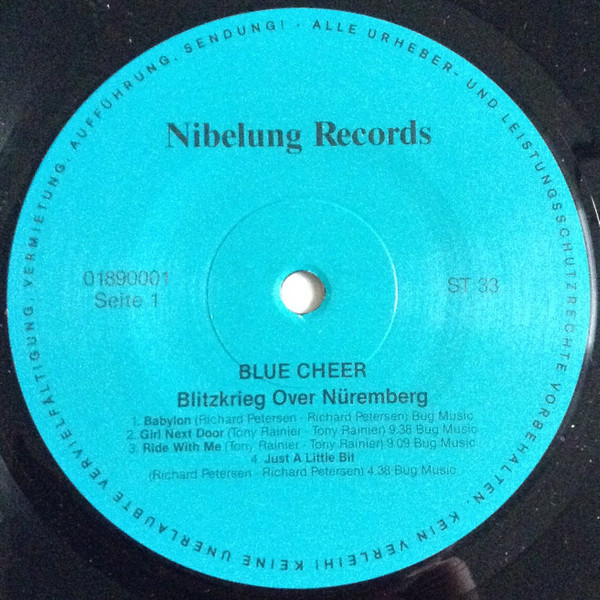 ALLE URHEBER- UND LEISTUNGSSCHUTZRECHTE VORBEHALTEN. KEIN VERLEIH! KEINE UNERLAUBTE VERVIELFÄLTIGUNG, VERMIETUNG, AUFFÜHRUNG, SENDUNG! -
Nibelung Records
01890001
Seite 1
ST 33
BLUE CHEER
Blitzkrieg Over Nüremberg
1. Babylon (Richard Petersen - Richard Petersen) Bug Music
2. Girl Next Door (Tony Rainier - Tony Rainier) 9.38 Bug Music
3. Ride With Me (Tony Rainier - Tony Rainier) 9.09 Bug Music
4. Just A Little Bit
(Richard Petersen - Richard Petersen) 4.38 Bug Music